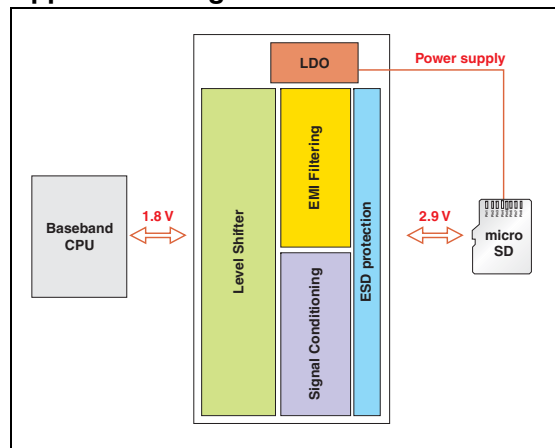 LDO
Power supply
Level Shifter
EMI Filtering
Signal Conditioning
ESD protection
Baseband
CPU
1.8 V
2.9 V
micro
SD